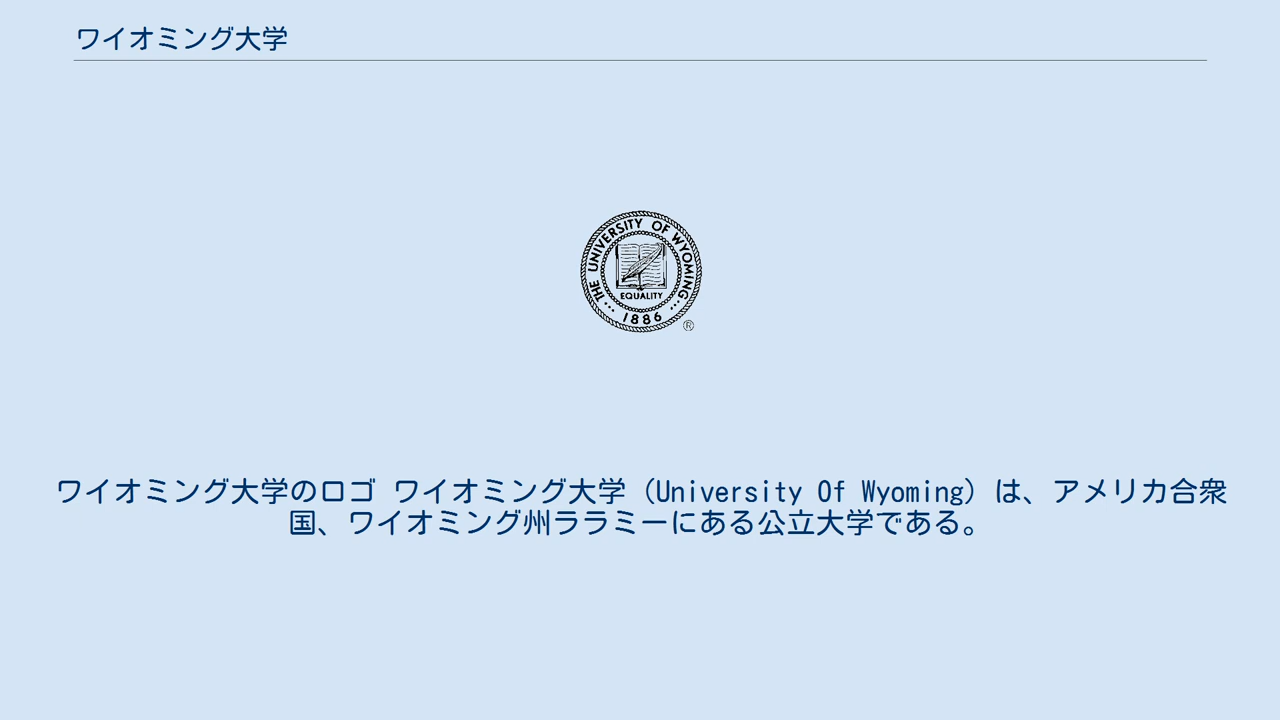 ワイオミング大学
THE UNIVERSITY OF WYOMING
EQUALITY
1886
®
ワイオミング大学のロゴ ワイオミング大学（University Of Wyoming）は、アメリカ合衆
国、ワイオミング州ララミーにある公立大学である。